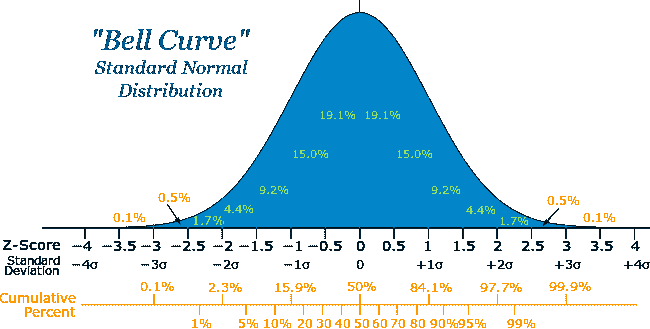 "Bell Curve"
Standard Normal
Distribution
19.1% 19.1%
15.0% 15.0%
9.2% 9.2%
0.5% 0.5%
4.4% 4.4%
0.1% 1.7% 1.7% 0.1%
Z-Score −4 −3.5 −3 −2.5 −2 −1.5 −1 −0.5 0 0.5 1 1.5 2 2.5 3 3.5 4
Standard
Deviation −4σ −3σ −2σ −1σ 0 +1σ +2σ +3σ +4σ
0.1% 2.3% 15.9% 50% 84.1% 97.7% 99.9%
Cumulative
Percent
1% 5% 10% 20 30 40 50 60 70 80 90% 95% 99%